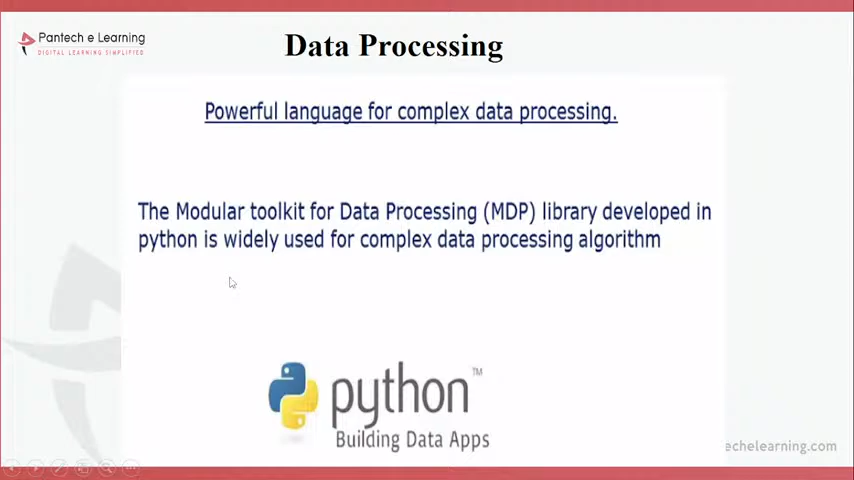 Pantech e Learning
DIGITAL LEARNING SIMPLIFIED
Data Processing
Powerful language for complex data processing.
The Modular toolkit for Data Processing (MDP) library developed in
python is widely used for complex data processing algorithm
python™
Building Data Apps
echelearning.com